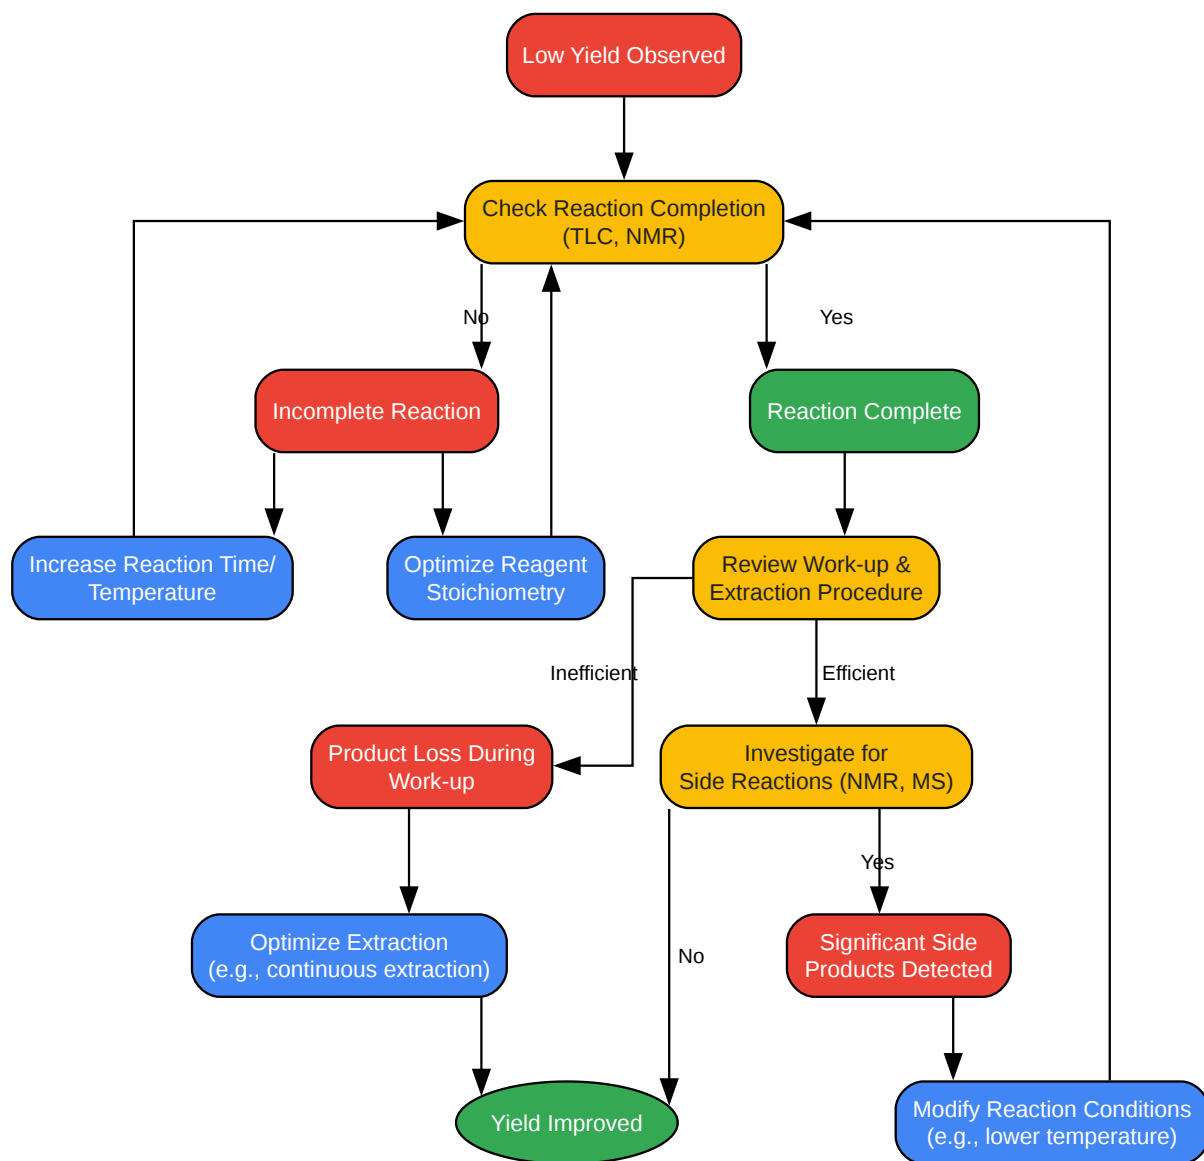 Low Yield Observed
Check Reaction Completion
(TLC, NMR)
No
Yes
Incomplete Reaction
Reaction Complete
Increase Reaction Time/
Temperature
Optimize Reagent
Stoichiometry
Review Work-up &
Extraction Procedure
Inefficient
Efficient
Product Loss During
Work-up
Investigate for
Side Reactions (NMR, MS)
Yes
Optimize Extraction
(e.g., continuous extraction)
No
Significant Side
Products Detected
Yield Improved
Modify Reaction Conditions
(e.g., lower temperature)